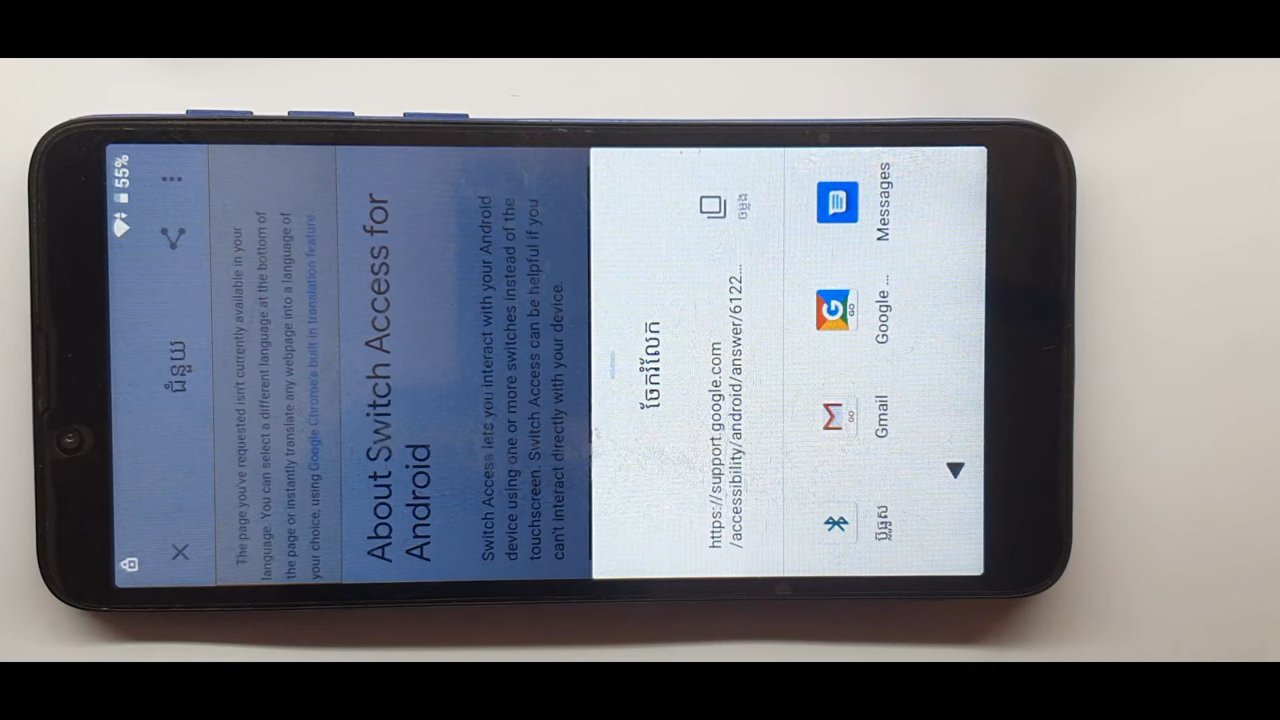 55%
ជំនួយ
The page you've requested isn't currently available in your
language. You can select a different language at the bottom of
the page or instantly translate any webpage into a language of
your choice, using Google Chrome's built-in translation feature.
About Switch Access for
Android
Switch Access lets you interact with your Android
device using one or more switches instead of the
touchscreen. Switch Access can be helpful if you
can't interact directly with your device.
ចែករំលែក
https://support.google.com
/accessibility/android/answer/6122...
ចម្លង
ប៊្លូធូស
Gmail
Google ...
Messages
GO
GO